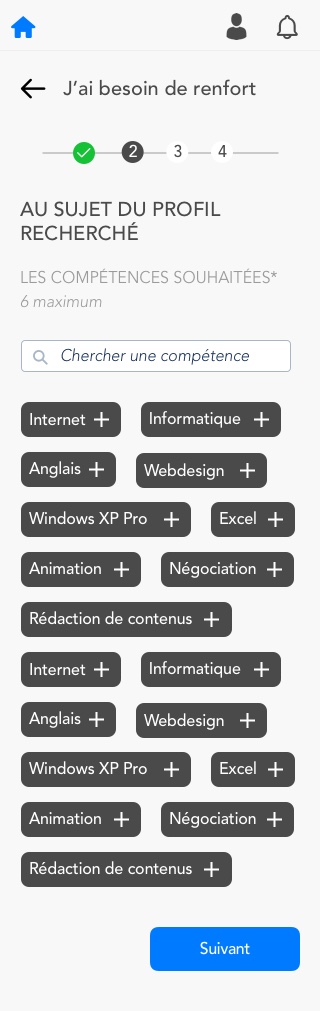 J’ai besoin de renfort
2 3 4
AU SUJET DU PROFIL
RECHERCHÉ
LES COMPÉTENCES SOUHAITÉES*
6 maximum
Chercher une compétence
Internet + Informatique +
Anglais + Webdesign +
Windows XP Pro + Excel +
Animation + Négociation +
Rédaction de contenus +
Internet + Informatique +
Anglais + Webdesign +
Windows XP Pro + Excel +
Animation + Négociation +
Rédaction de contenus +
Suivant